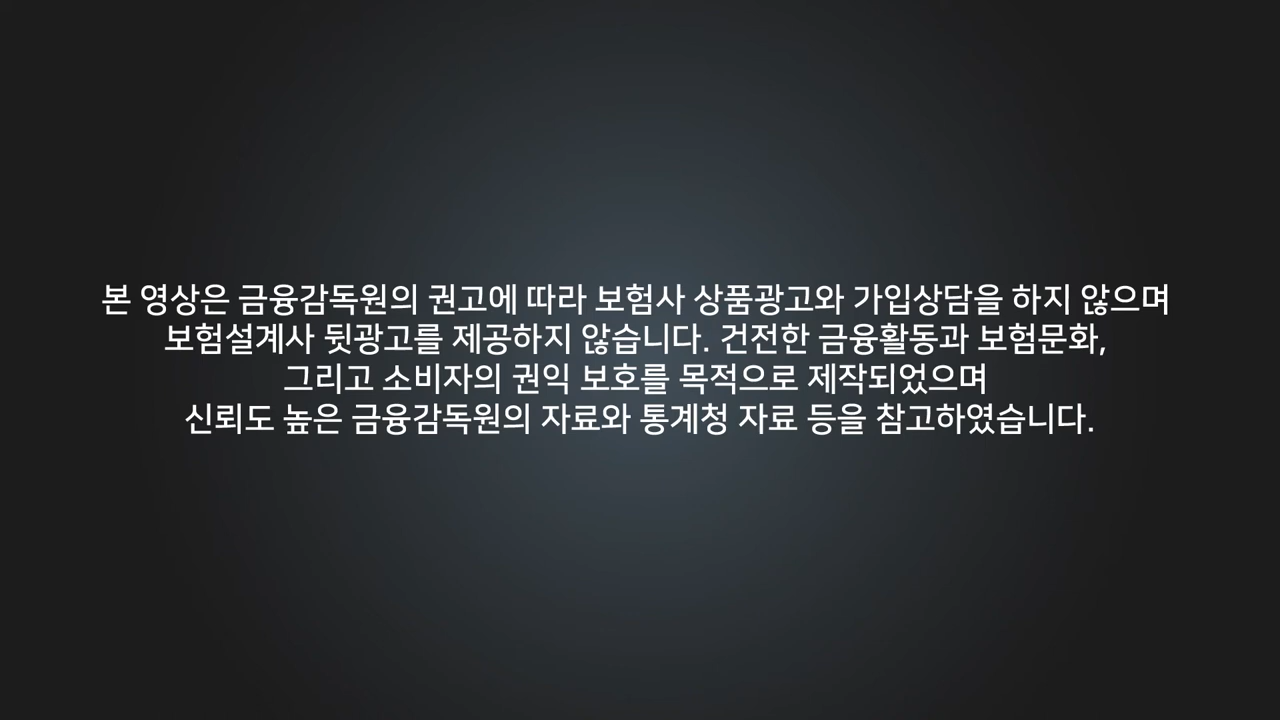 본 영상은 금융감독원의 권고에 따라 보험사 상품광고와 가입상담을 하지 않으며
보험설계사 뒷광고를 제공하지 않습니다. 건전한 금융활동과 보험문화,
그리고 소비자의 권익 보호를 목적으로 제작되었으며
신뢰도 높은 금융감독원의 자료와 통계청 자료 등을 참고하였습니다.